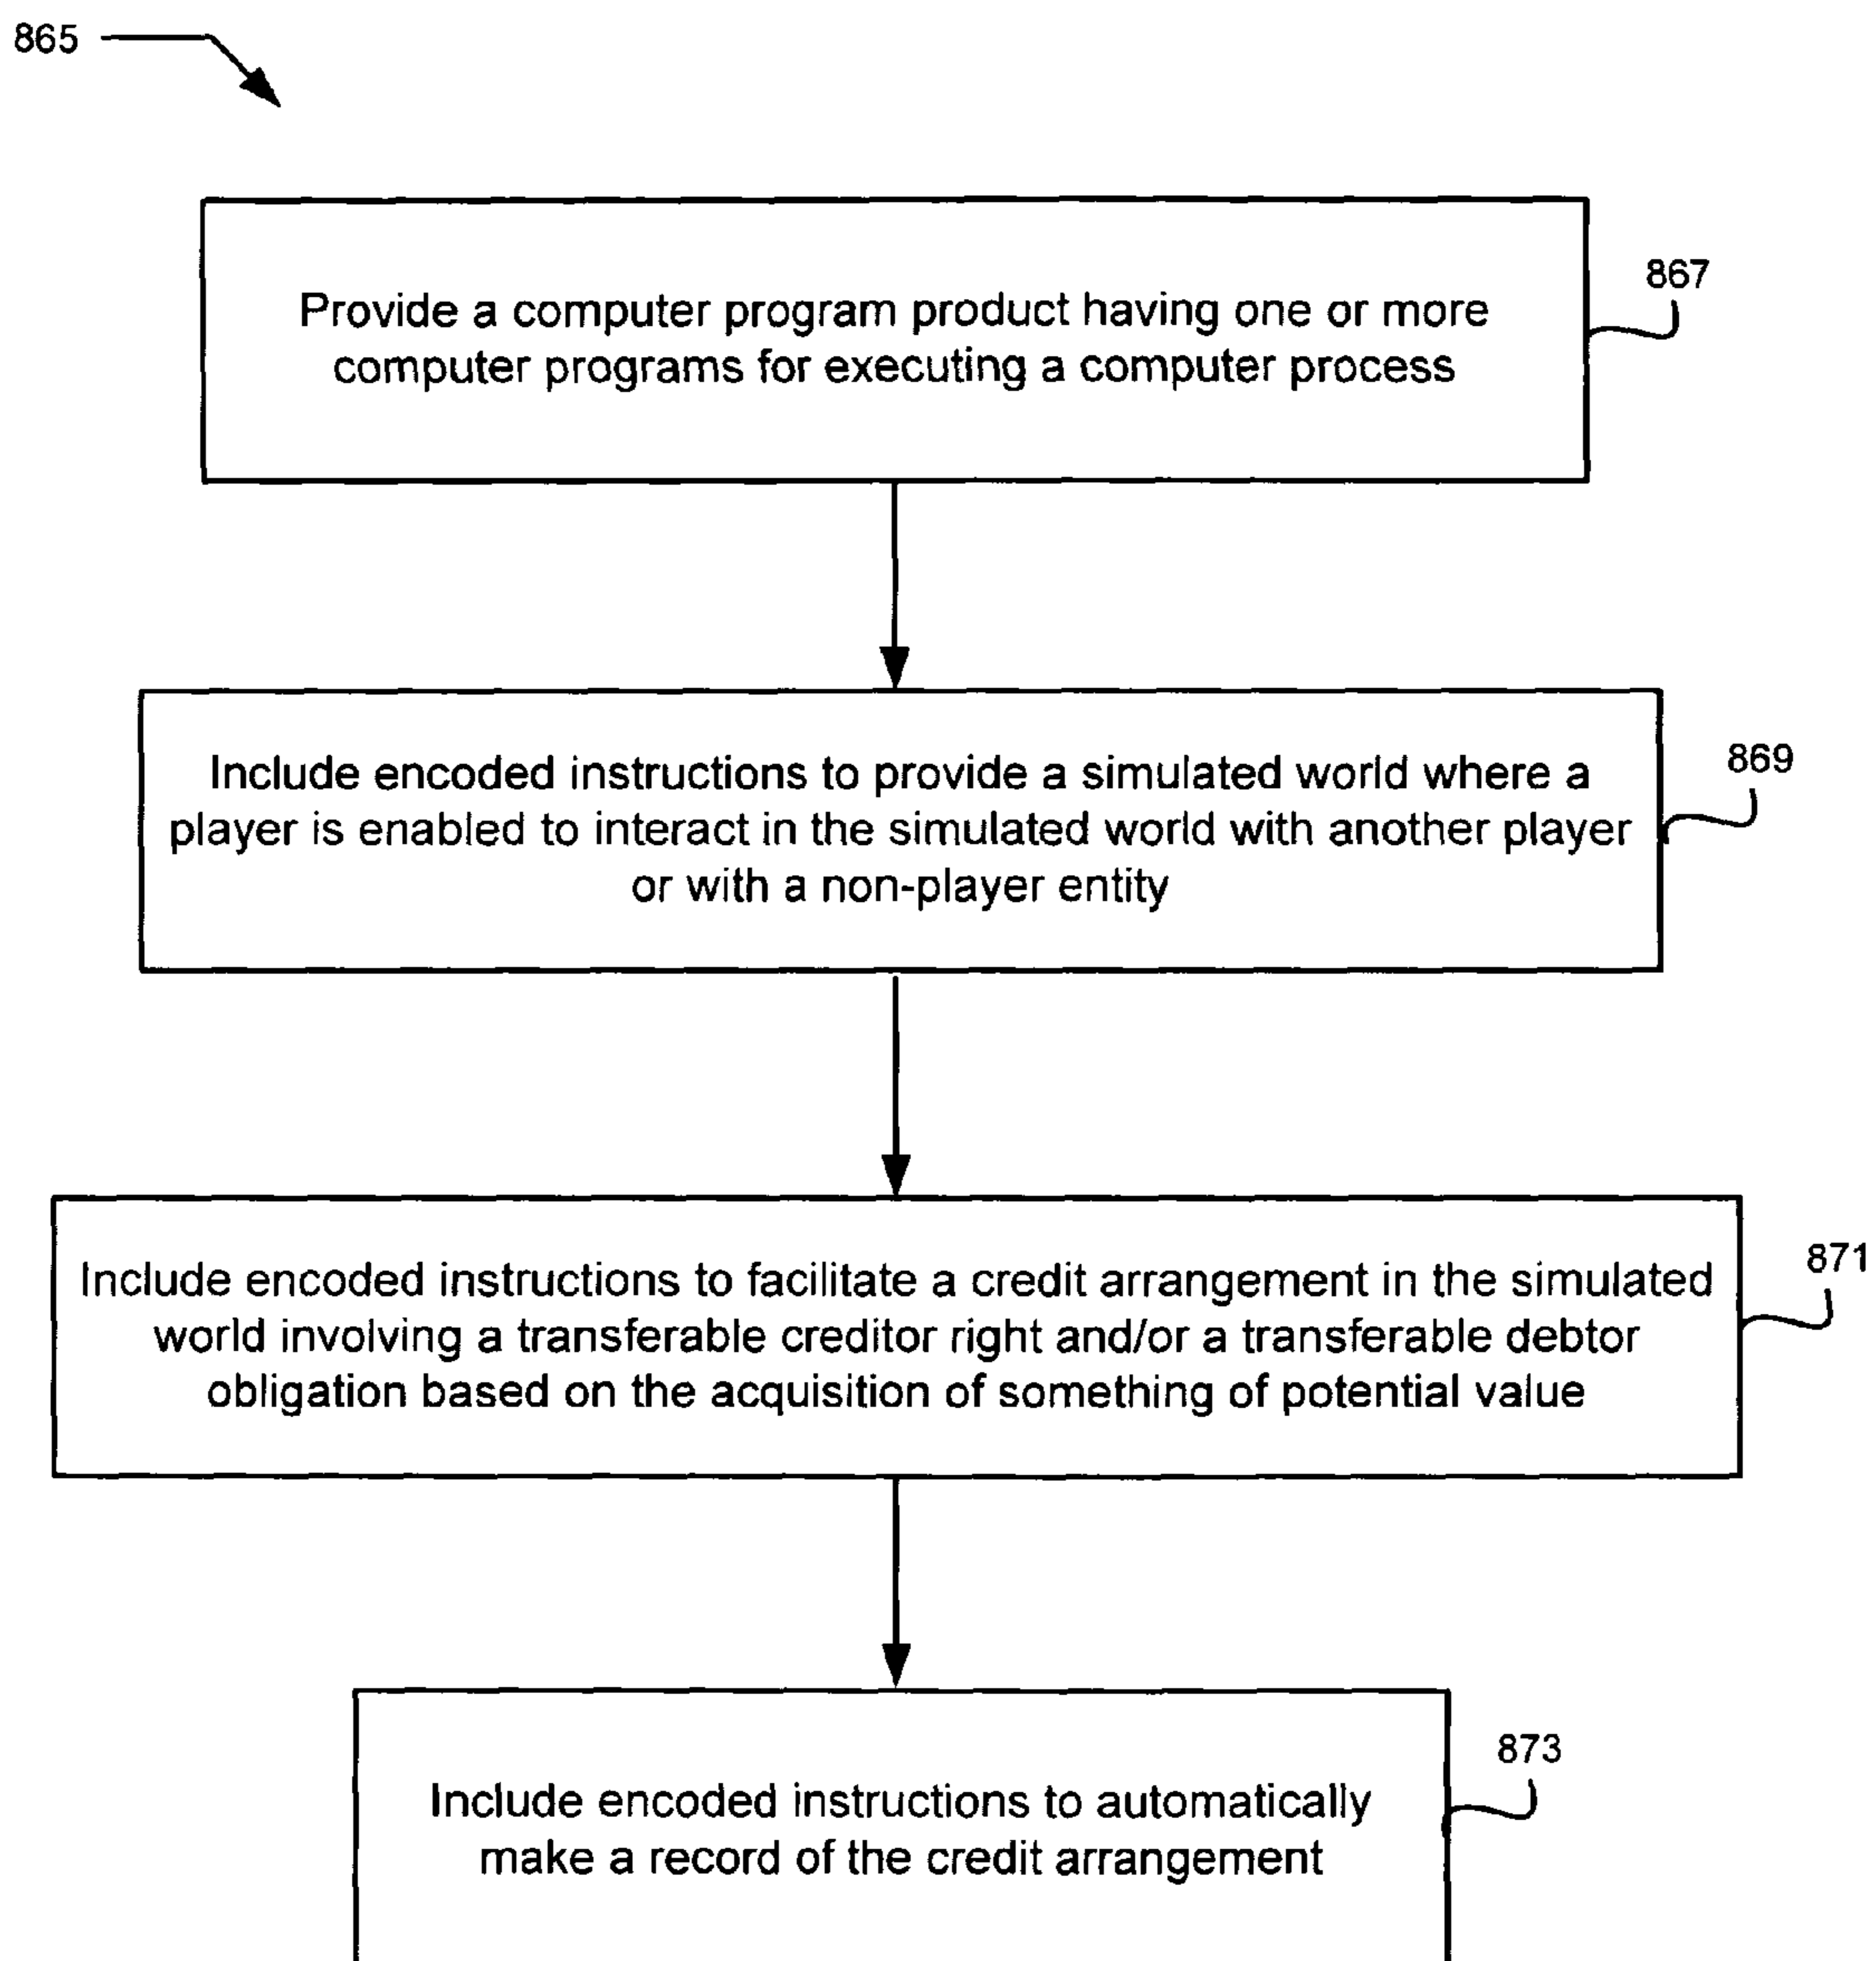 865
Provide a computer program product having one or more
computer programs for executing a computer process
867
Include encoded instructions to provide a simulated world where a
player is enabled to interact in the simulated world with another player
or with a non-player entity
869
Include encoded instructions to facilitate a credit arrangement in the simulated
world involving a transferable creditor right and/or a transferable debtor
obligation based on the acquisition of something of potential value
871
Include encoded instructions to automatically
make a record of the credit arrangement
873